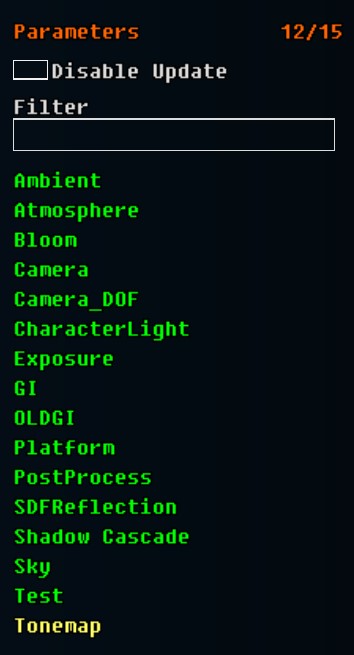 Parameters 12/15
Disable Update
Filter
Ambient
Atmosphere
Bloom
Camera
Camera_DOF
CharacterLight
Exposure
GI
OLDGI
Platform
PostProcess
SDFReflection
Shadow Cascade
Sky
Test
Tonemap